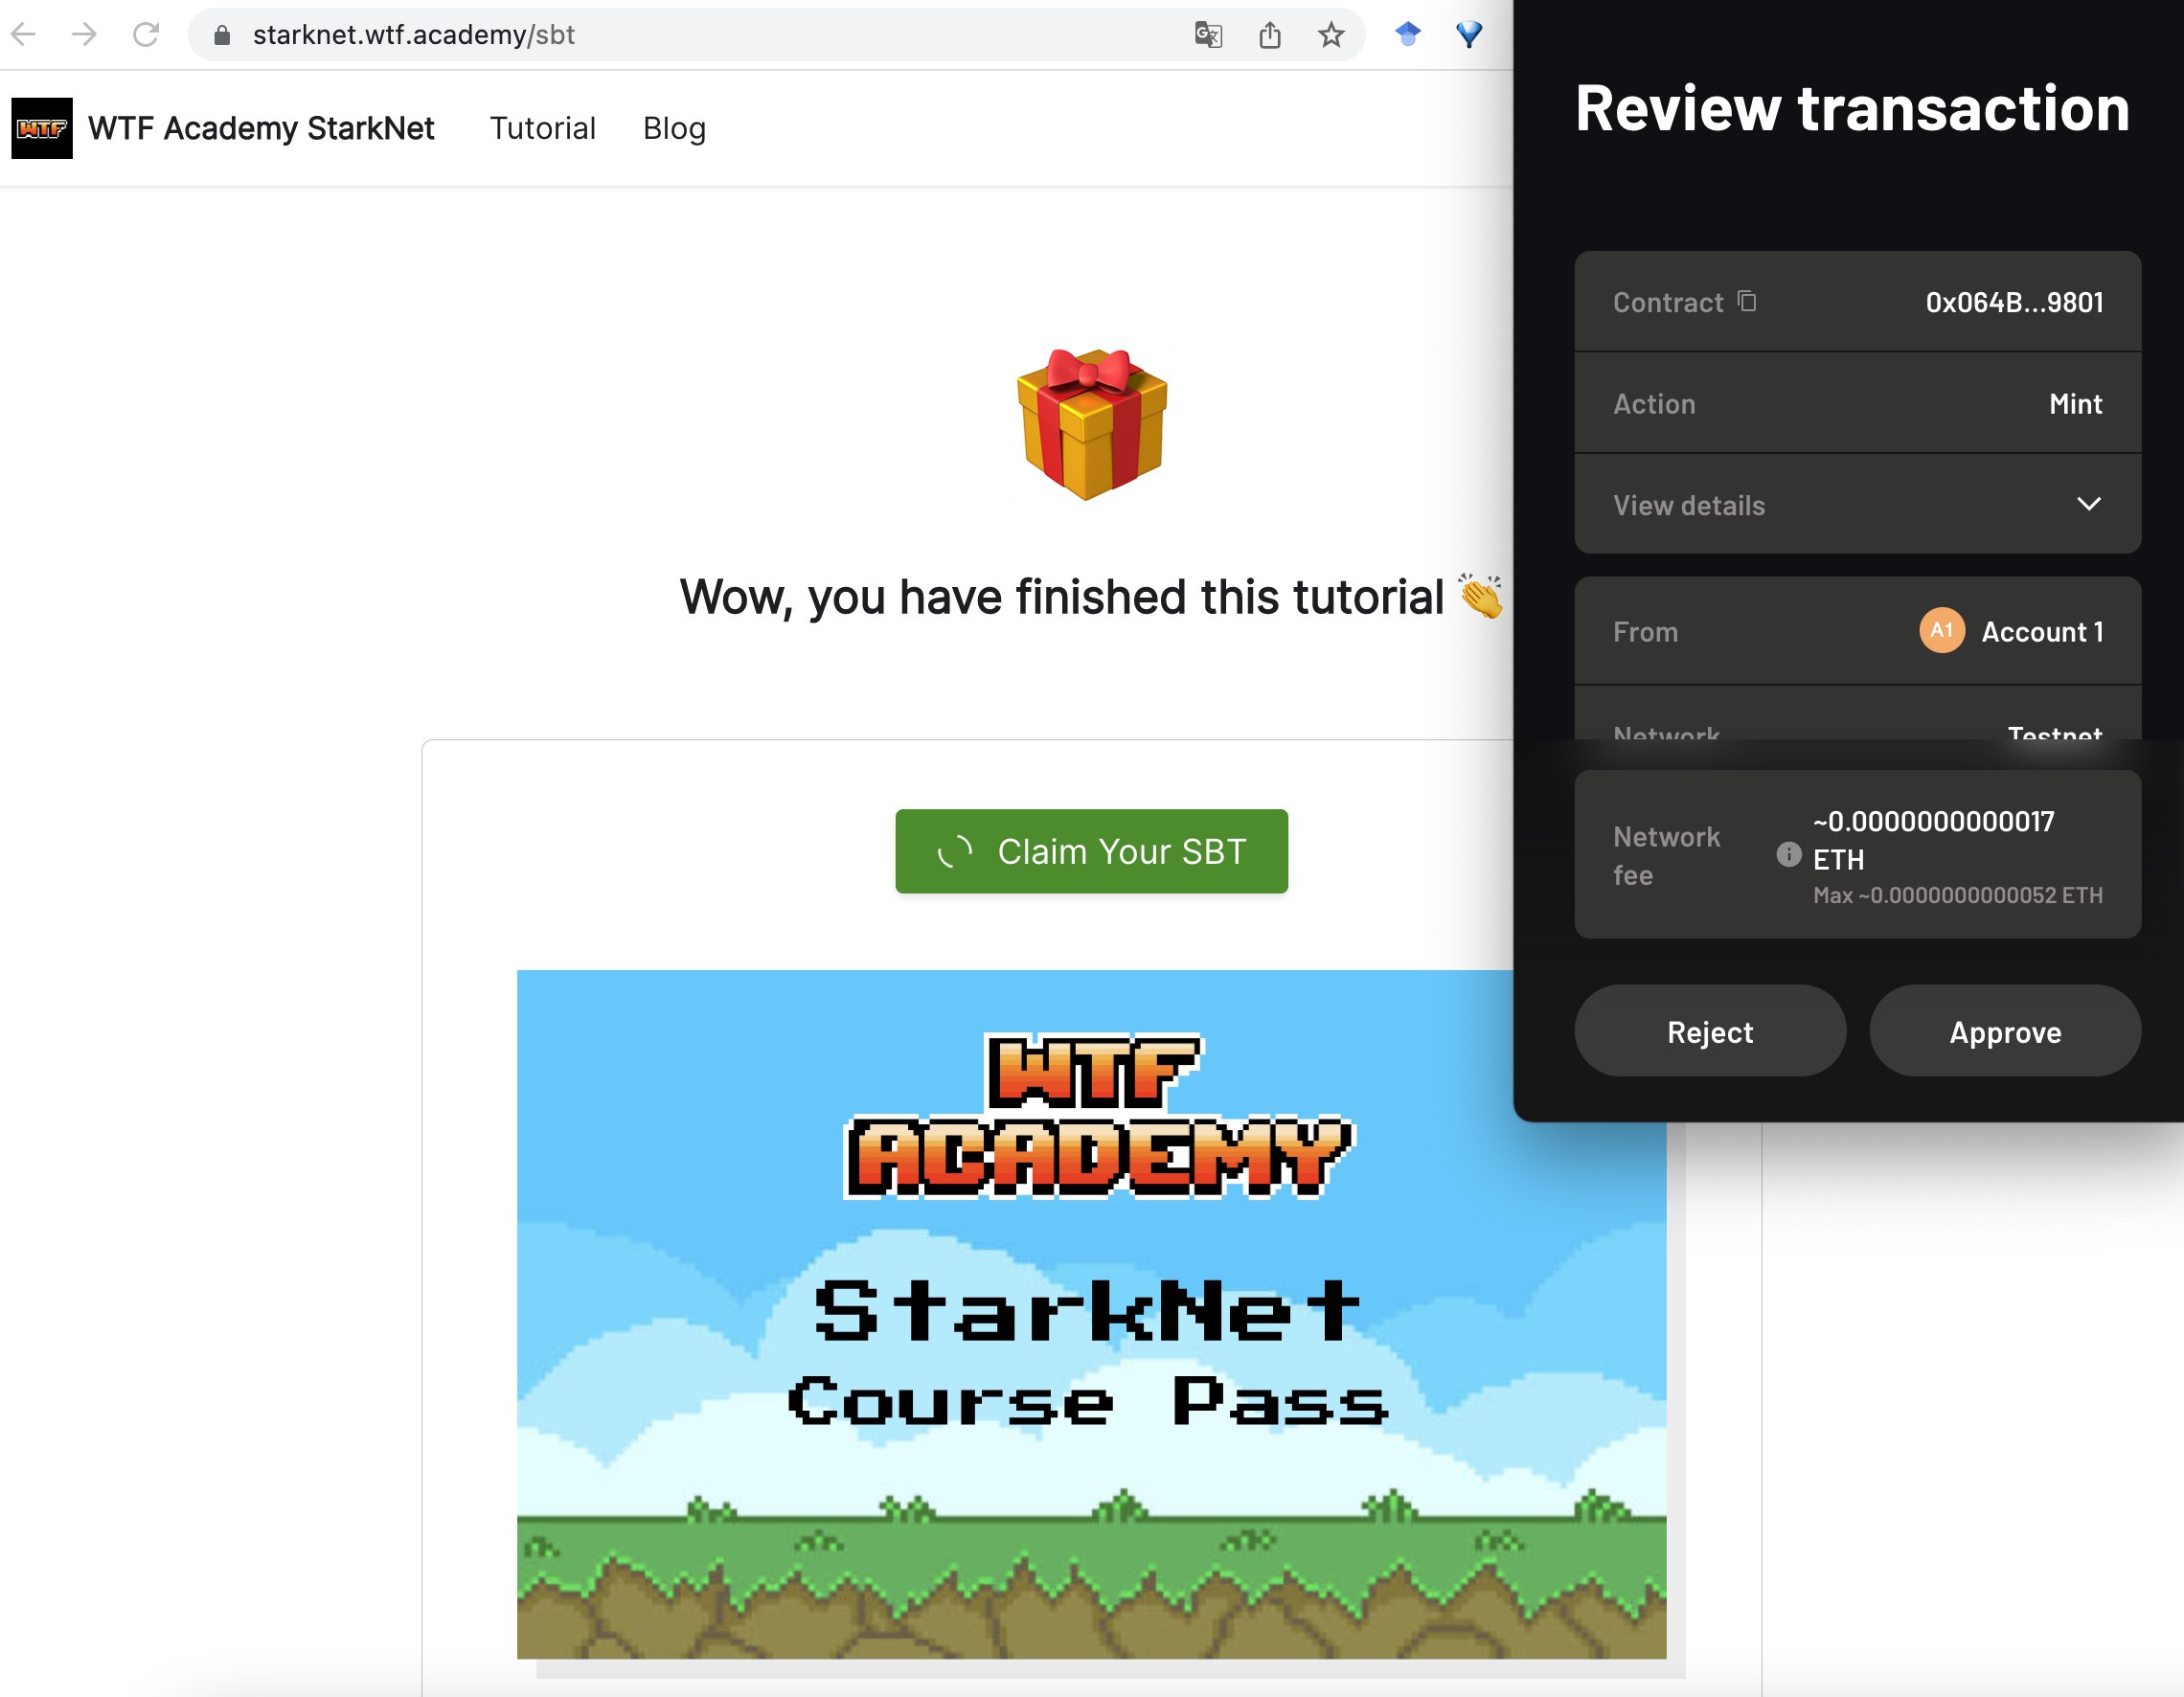 starknet.wtf.academy/sbt
WTF
WTF Academy StarkNet
Tutorial
Blog
Wow, you have finished this tutorial 👏
Claim Your SBT
WTF
ACADEMY
StarkNet
Course Pass
Review transaction
Contract 0x064B...9801
Action Mint
View details
From A1 Account 1
Network Testnet
Network fee
~0.0000000000017
ETH
Max ~0.0000000000052 ETH
Reject
Approve